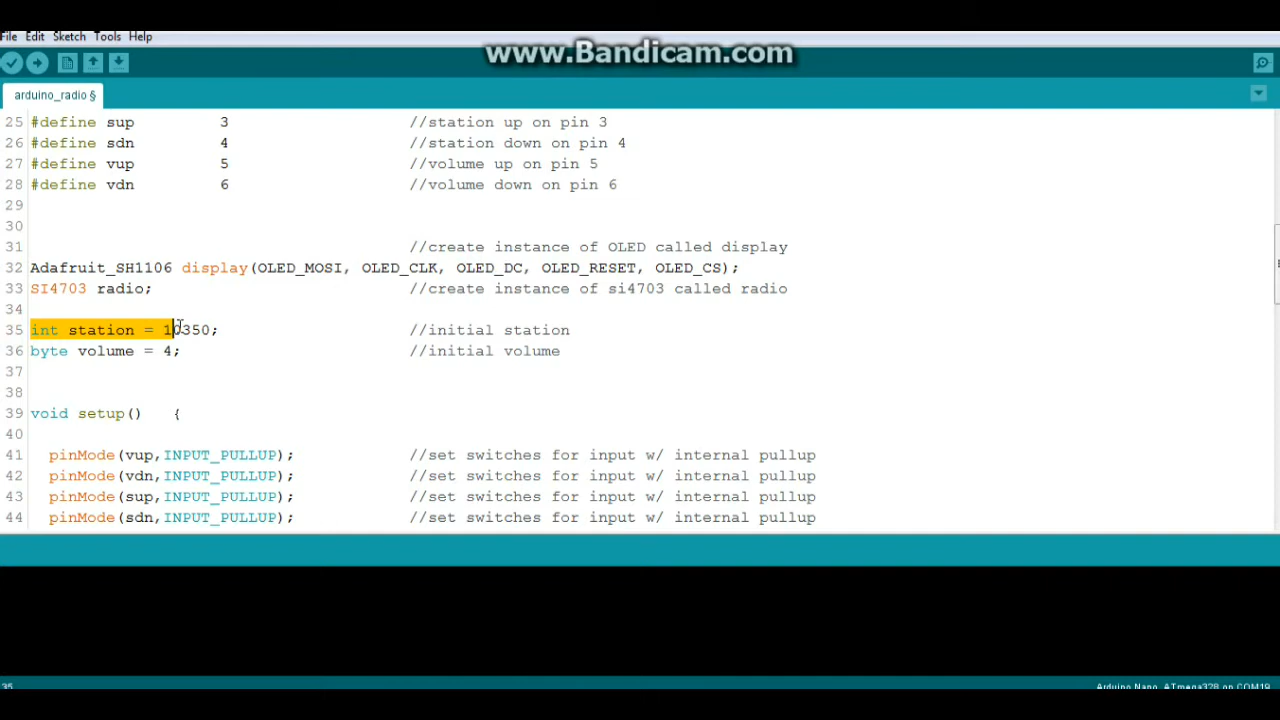 www.Bandicam.com
File Edit Sketch Tools Help
arduino_radio §
25 #define sup 3 //station up on pin 3
26 #define sdn 4 //station down on pin 4
27 #define vup 5 //volume up on pin 5
28 #define vdn 6 //volume down on pin 6
29
30
31 //create instance of OLED called display
32 Adafruit_SH1106 display(OLED_MOSI, OLED_CLK, OLED_DC, OLED_RESET, OLED_CS);
33 SI4703 radio; //create instance of si4703 called radio
34
35 int station = 10350; //initial station
36 byte volume = 4; //initial volume
37
38
39 void setup() {
40
41 pinMode(vup,INPUT_PULLUP); //set switches for input w/ internal pullup
42 pinMode(vdn,INPUT_PULLUP); //set switches for input w/ internal pullup
43 pinMode(sup,INPUT_PULLUP); //set switches for input w/ internal pullup
44 pinMode(sdn,INPUT_PULLUP); //set switches for input w/ internal pullup
35 Arduino Nano, ATmega328 on COM19